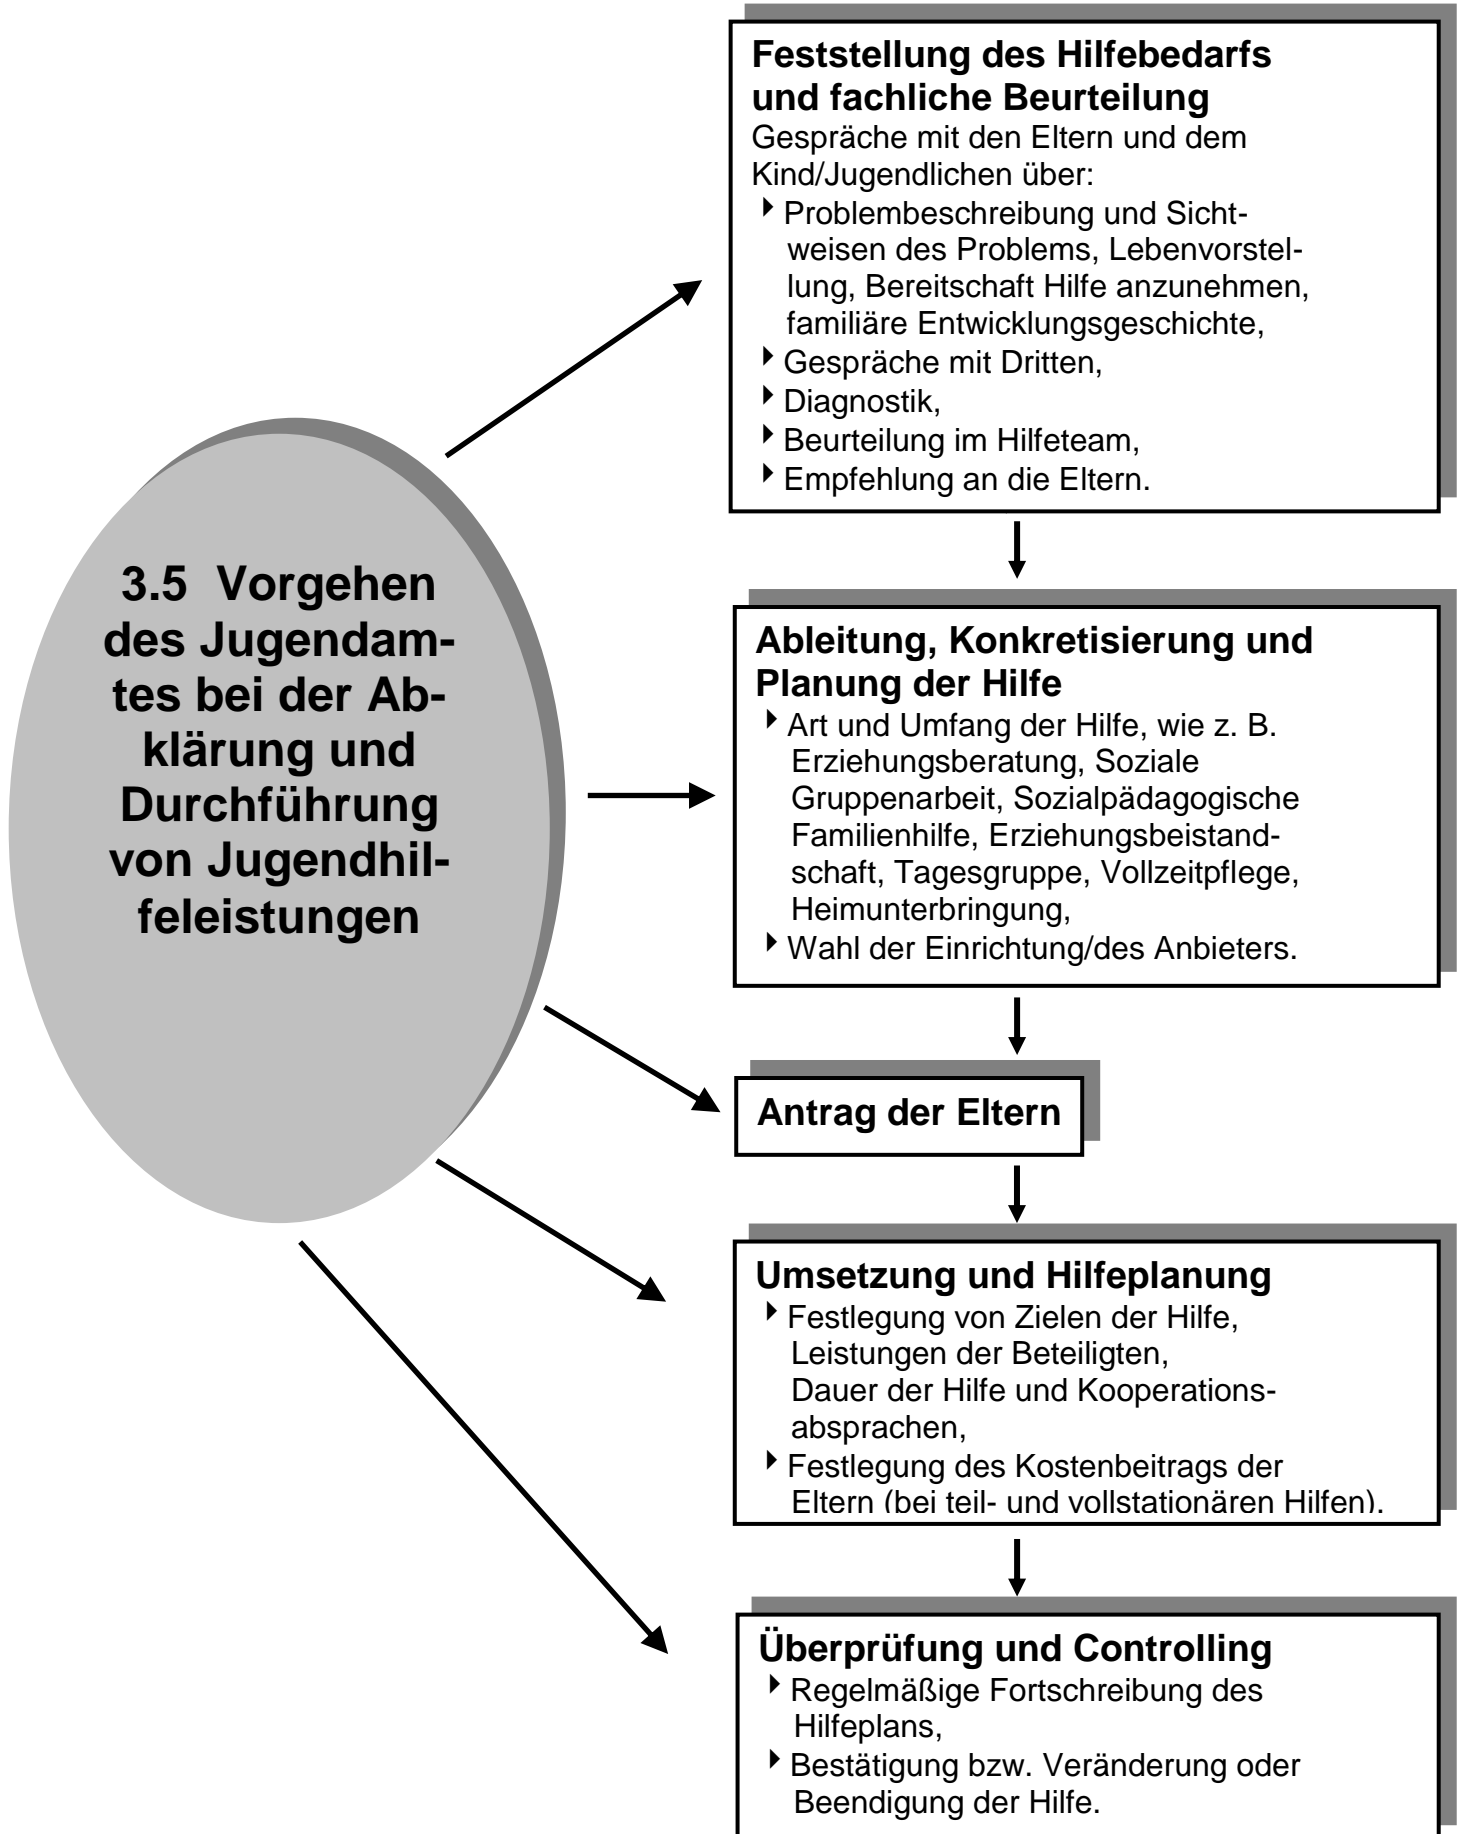 3.5 Vorgehen
des Jugendam-
tes bei der Ab-
klärung und
Durchführung
von Jugendhil-
feleistungen
Feststellung des Hilfebedarfs
und fachliche Beurteilung
Gespräche mit den Eltern und dem
Kind/Jugendlichen über:
Problembeschreibung und Sicht-
weisen des Problems, Lebenvorstel-
lung, Bereitschaft Hilfe anzunehmen,
familiäre Entwicklungsgeschichte,
Gespräche mit Dritten,
Diagnostik,
Beurteilung im Hilfeteam,
Empfehlung an die Eltern.
Ableitung, Konkretisierung und
Planung der Hilfe
Art und Umfang der Hilfe, wie z. B.
Erziehungsberatung, Soziale
Gruppenarbeit, Sozialpädagogische
Familienhilfe, Erziehungsbeistand-
schaft, Tagesgruppe, Vollzeitpflege,
Heimunterbringung,
Wahl der Einrichtung/des Anbieters.
Antrag der Eltern
Umsetzung und Hilfeplanung
Festlegung von Zielen der Hilfe,
Leistungen der Beteiligten,
Dauer der Hilfe und Kooperations-
absprachen,
Festlegung des Kostenbeitrags der
Eltern (bei teil- und vollstationären Hilfen).
Überprüfung und Controlling
Regelmäßige Fortschreibung des
Hilfeplans,
Bestätigung bzw. Veränderung oder
Beendigung der Hilfe.